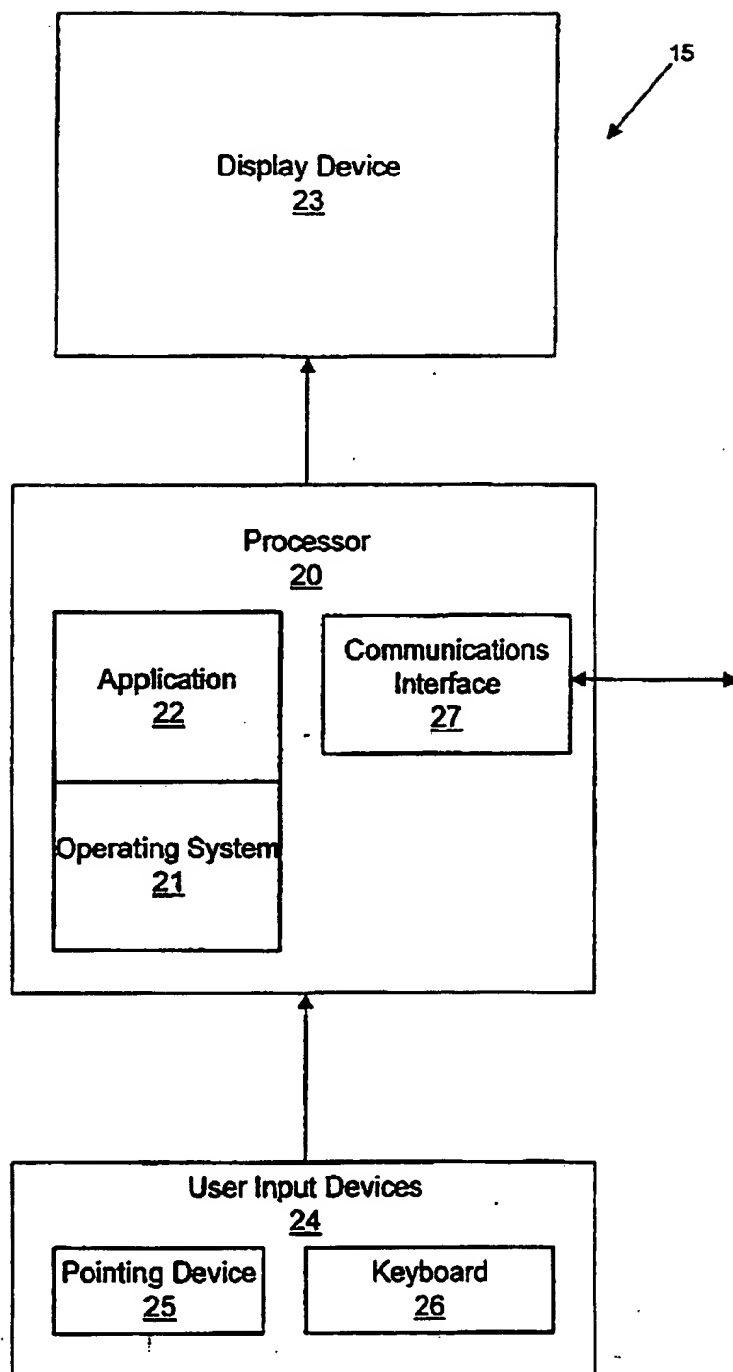 15
Display Device
23
Processor
20
Application
22
Communications
Interface
27
Operating System
21
User Input Devices
24
Pointing Device
25
Keyboard
26